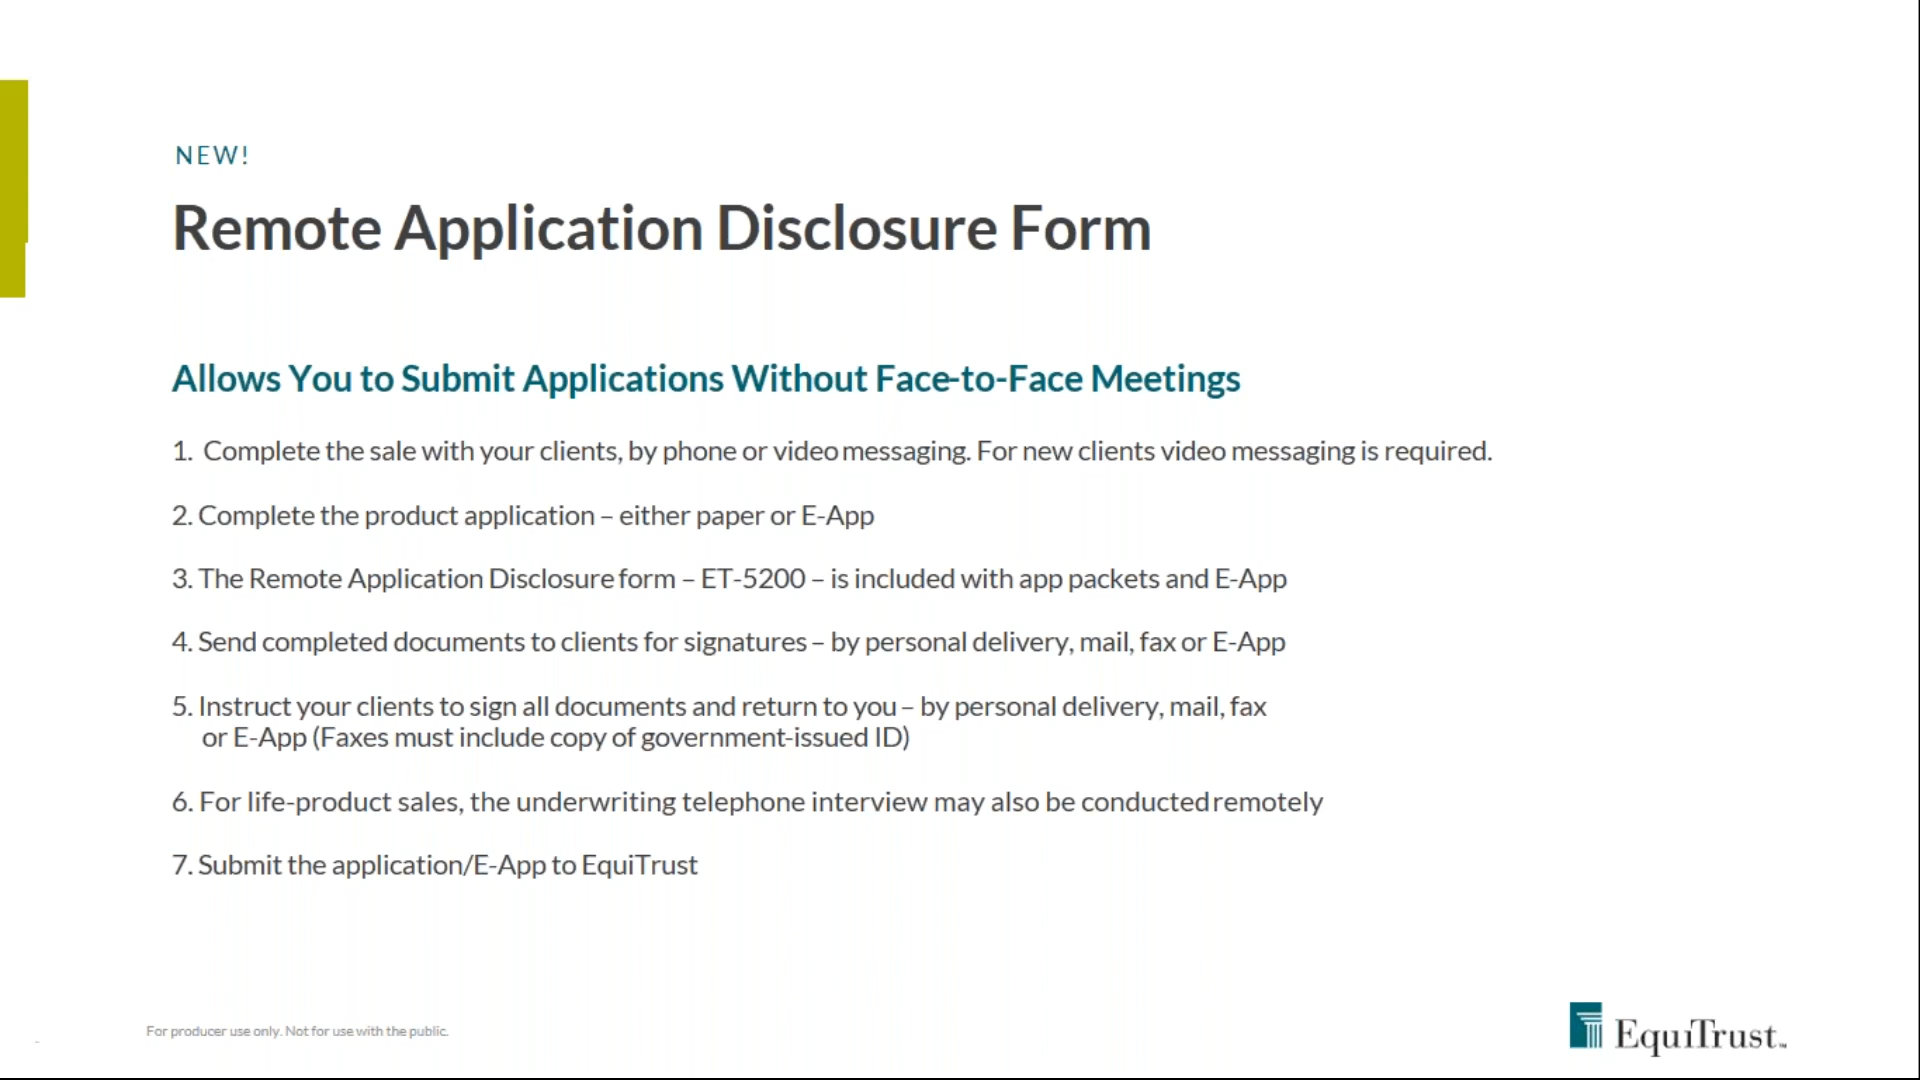 NEW!
Remote Application Disclosure Form
Allows You to Submit Applications Without Face-to-Face Meetings
1. Complete the sale with your clients, by phone or video messaging. For new clients video messaging is required.
2. Complete the product application – either paper or E-App
3. The Remote Application Disclosure form – ET-5200 – is included with app packets and E-App
4. Send completed documents to clients for signatures – by personal delivery, mail, fax or E-App
5. Instruct your clients to sign all documents and return to you – by personal delivery, mail, fax
or E-App (Faxes must include copy of government-issued ID)
6. For life-product sales, the underwriting telephone interview may also be conducted remotely
7. Submit the application/E-App to EquiTrust
For producer use only. Not for use with the public.
EquiTrust